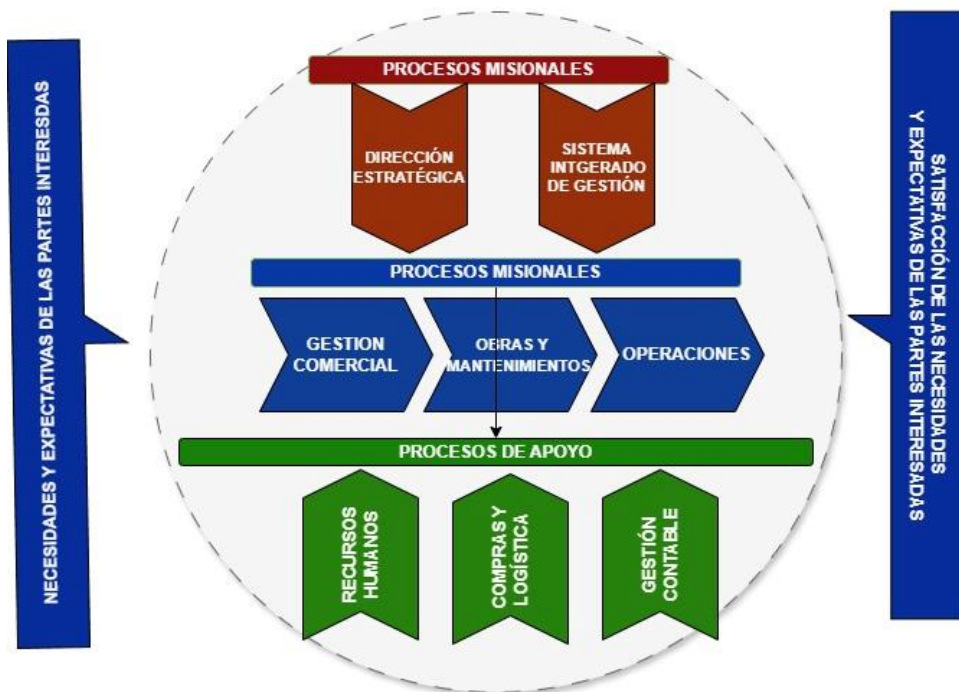 NECESIDADES Y EXPECTATIVAS DE LAS PARTES INTERESDAS
PROCESOS MISIONALES
DIRECCIÓN
ESTRATÉGICA
SISTEMA
INTGERADO
DE GESTIÓN
PROCESOS MISIONALES
GESTION
COMERCIAL
OBRAS Y
MANTENIMIENTOS
OPERACIONES
PROCESOS DE APOYO
RECURSOS
HUMANOS
COMPRAS Y
LOGÍSTICA
GESTIÓN
CONTABLE
SATISFACCIÓN DE LAS NECESIDADES
Y EXPECTATIVAS DE LAS PARTES INTERESADAS